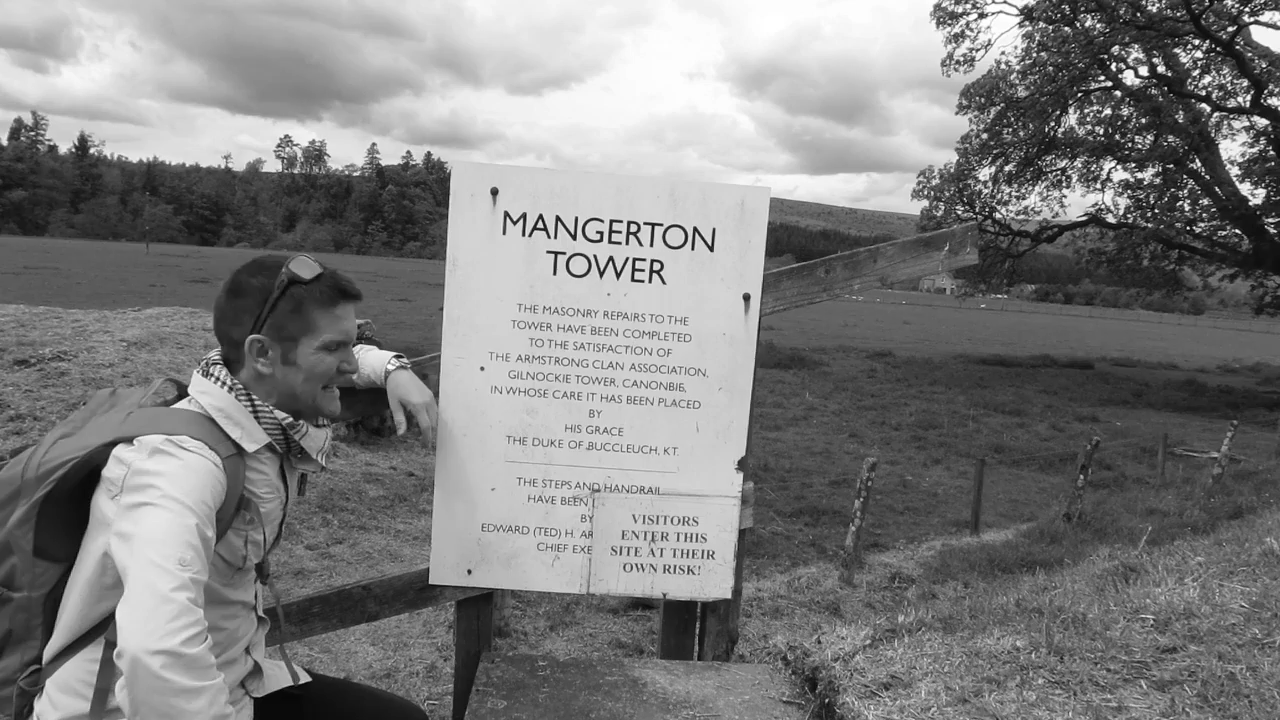 MANGERTON
TOWER
THE MASONRY REPAIRS TO THE
TOWER HAVE BEEN COMPLETED
TO THE SATISFACTION OF
THE ARMSTRONG CLAN ASSOCIATION,
GILNOCKIE TOWER, CANONBIE,
IN WHOSE CARE IT HAS BEEN PLACED
BY
HIS GRACE
THE DUKE OF BUCCLEUCH, KT.
THE STEPS AND HANDRAIL
HAVE BEEN
BY
EDWARD (TED) H. AR
CHIEF EXE
VISITORS
ENTER THIS
SITE AT THEIR
OWN RISK!